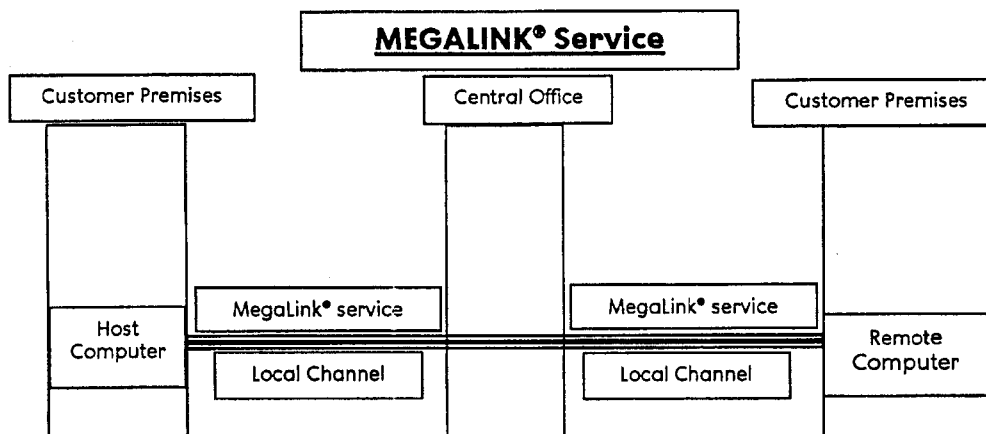 MEGALINK® Service
Customer Premises
Central Office
Customer Premises
MegaLink® service
MegaLink® service
Host
Computer
Remote
Computer
Local Channel
Local Channel